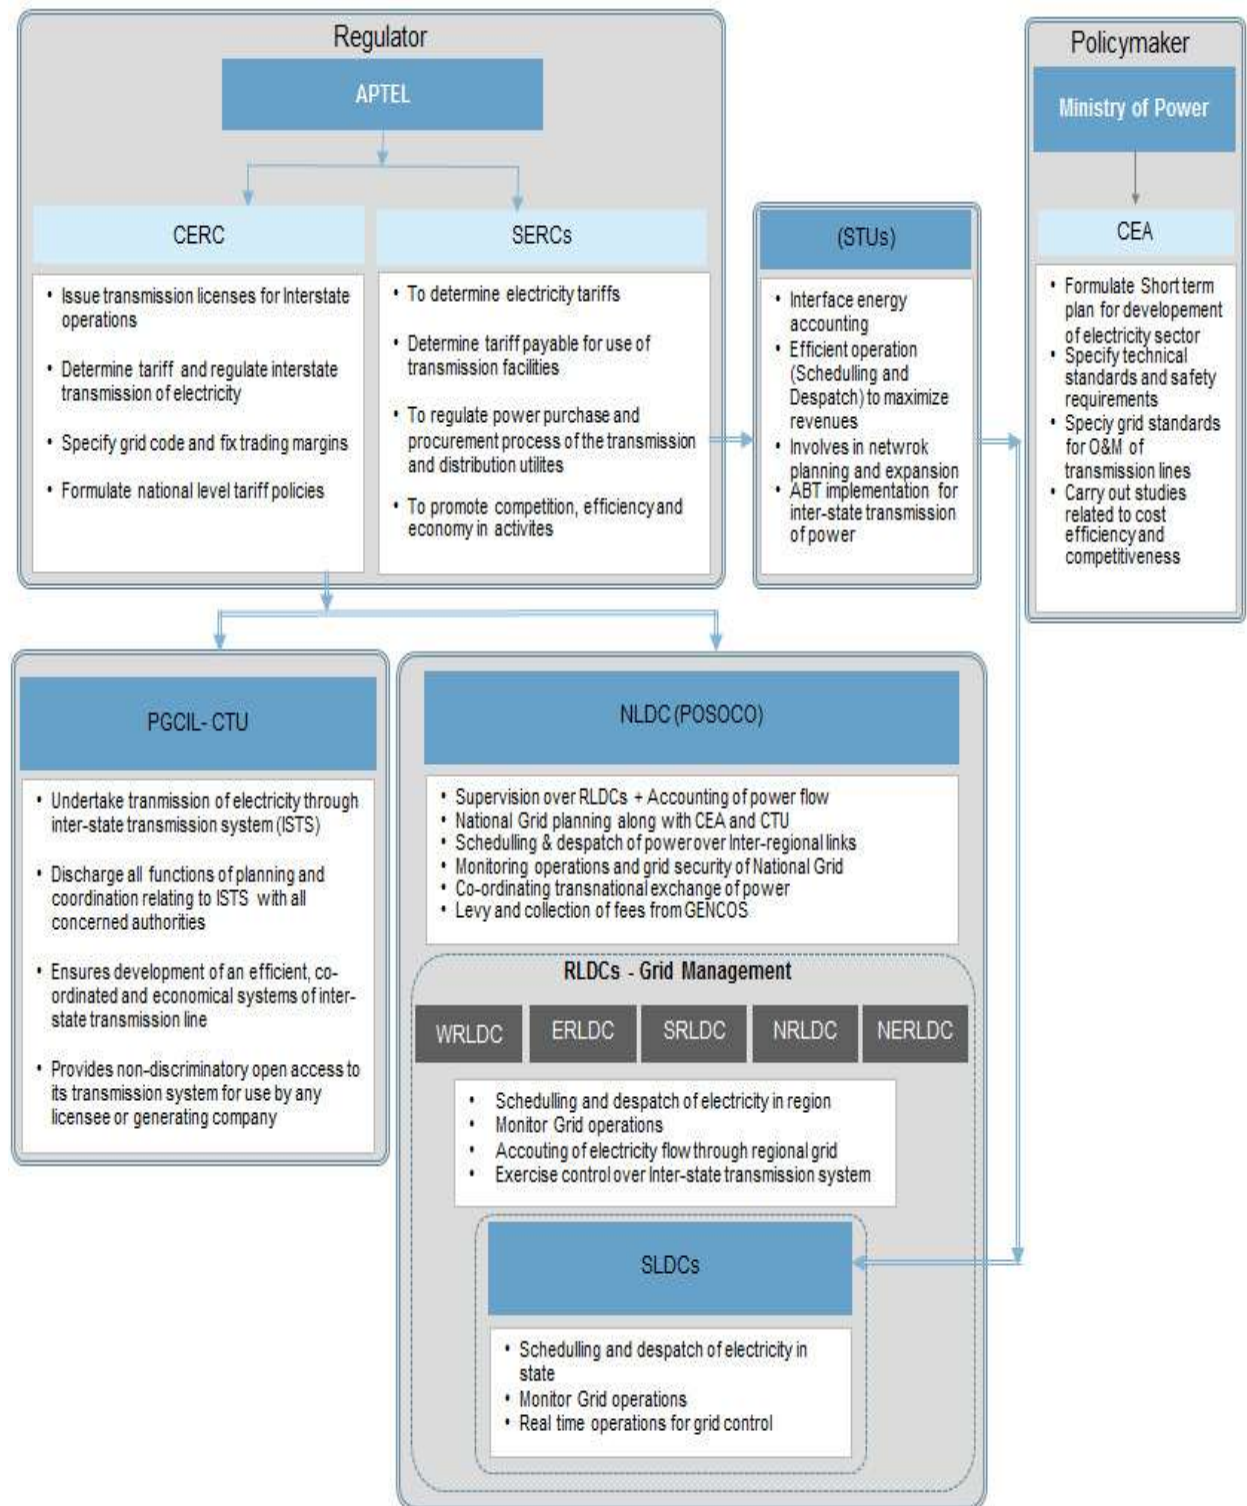 Regulator
APTEL
CERC
• Issue transmission licenses for Interstate
operations
• Determine tariff and regulate interstate
transmission of electricity
• Specify grid code and fix trading margins
• Formulate national level tariff policies
SERCs
• To determine electricity tariffs
• Determine tariff payable for use of
transmission facilities
• To regulate power purchase and
procurement process of the transmission
and distribution utilites
• To promote competition, efficiency and
economy in activites
(STUs)
• Interface energy
accounting
• Efficient operation
(Schedulling and
Despatch) to maximize
revenues
• Involves in netwrok
planning and expansion
• ABT implementation for
inter-state transmission
of power
Policymaker
Ministry of Power
CEA
• Formulate Short term
plan for developement
of electricity sector
• Specify technical
standards and safety
requirements
• Speciy grid standards
for O&M of
transmission lines
• Carry out studies
related to cost
efficiency and
competitiveness
PGCIL- CTU
• Undertake tranmission of electricity through
inter-state transmission system (ISTS)
• Discharge all functions of planning and
coordination relating to ISTS with all
concerned authorities
• Ensures development of an efficient, co-
ordinated and economical systems of inter-
state transmission line
• Provides non-discriminatory open access to
its transmission system for use by any
licensee or generating company
NLDC (POSOCO)
• Supervision over RLDCs + Accounting of power flow
• National Grid planning along with CEA and CTU
• Schedulling & despatch of power over Inter-regional links
• Monitoring operations and grid security of National Grid
• Co-ordinating transnational exchange of power
• Levy and collection of fees from GENCOS
RLDCs - Grid Management
WRLDC
ERLDC
SRLDC
NRLDC
NERLDC
• Schedulling and despatch of electricity in region
• Monitor Grid operations
• Accouting of electricity flow through regional grid
• Exercise control over Inter-state transmission system
SLDCs
• Schedulling and despatch of electricity in
state
• Monitor Grid operations
• Real time operations for grid control